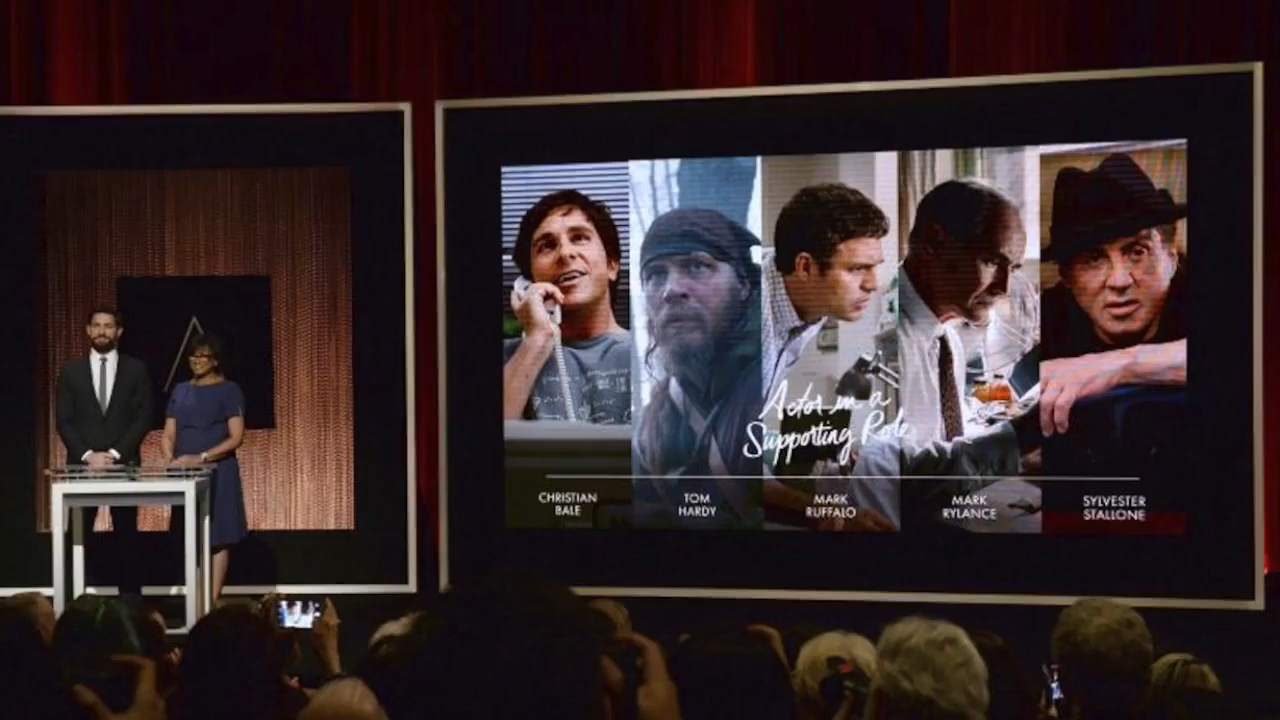 Actor in a
Supporting Role
CHRISTIAN
BALE
TOM
HARDY
MARK
RUFFALO
MARK
RYLANCE
SYLVESTER
STALLONE